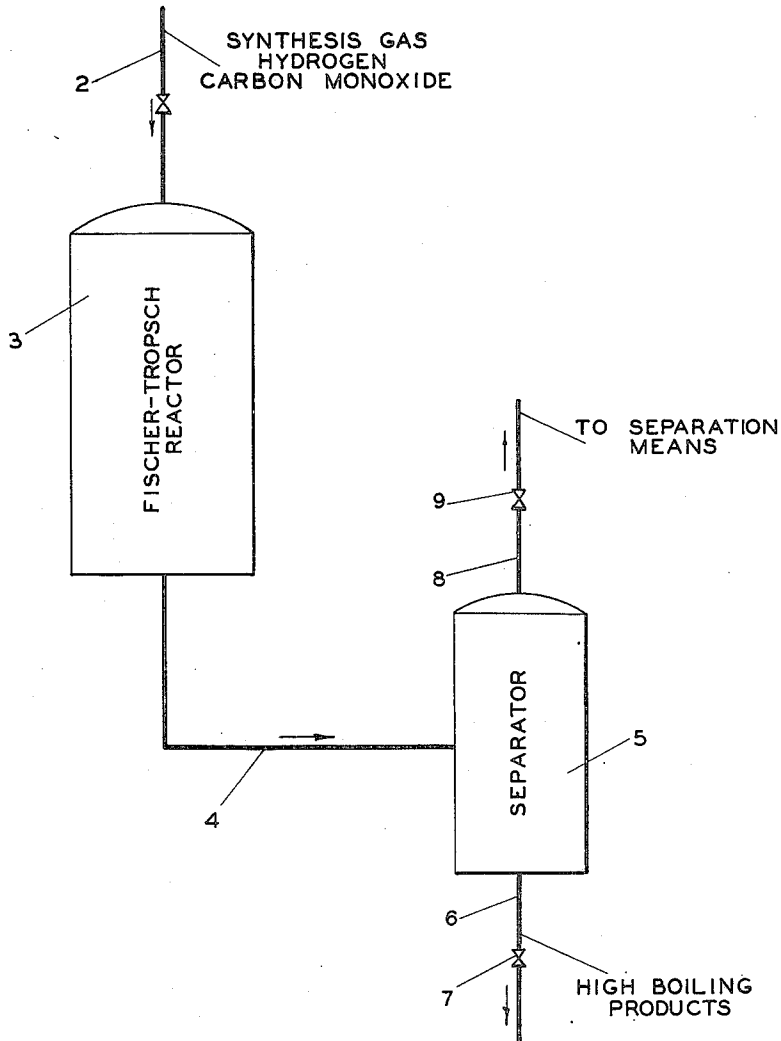 SYNTHESIS GAS
HYDROGEN
CARBON MONOXIDE
2
3
FISCHER-TROPSCH
REACTOR
TO SEPARATION
MEANS
9
8
SEPARATOR
5
4
6
7
HIGH BOILING
PRODUCTS